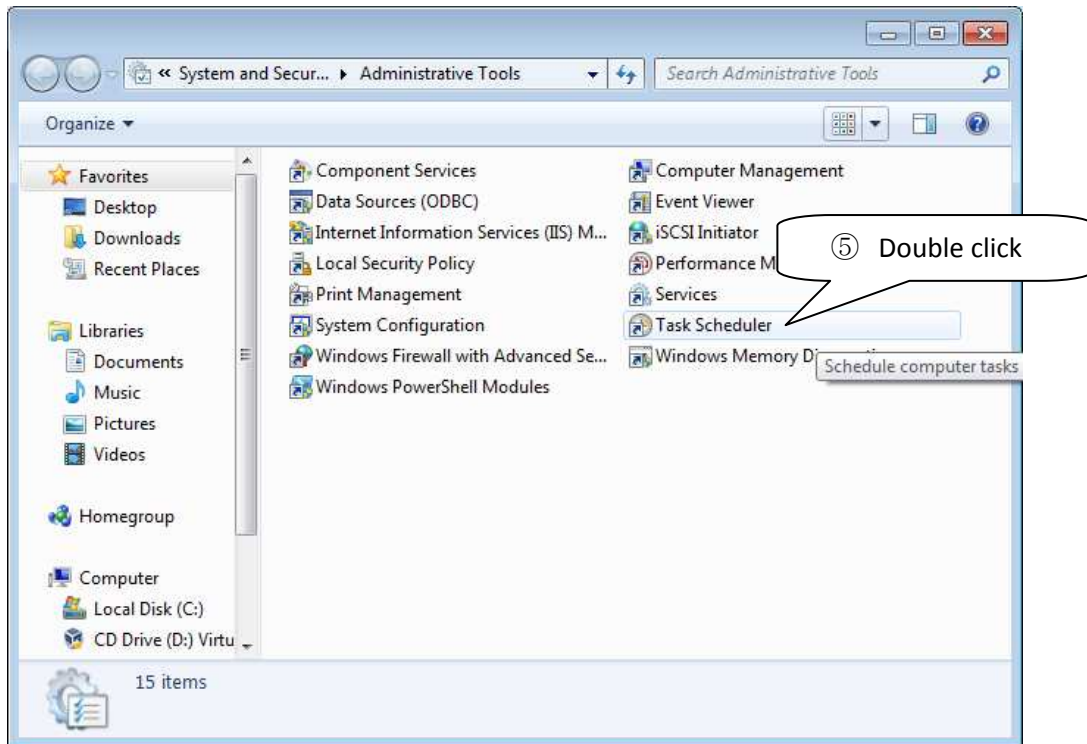 « System and Secur... ▸ Administrative Tools
Search Administrative Tools
Organize
Favorites
Desktop
Downloads
Recent Places
Libraries
Documents
Music
Pictures
Videos
Homegroup
Computer
Local Disk (C:)
CD Drive (D:) Virtu
Component Services
Data Sources (ODBC)
Internet Information Services (IIS) M...
Local Security Policy
Print Management
System Configuration
Windows Firewall with Advanced Se...
Windows PowerShell Modules
Computer Management
Event Viewer
iSCSI Initiator
Performance M
Services
Task Scheduler
Windows Memory
⑤ Double click
Schedule computer tasks
15 items